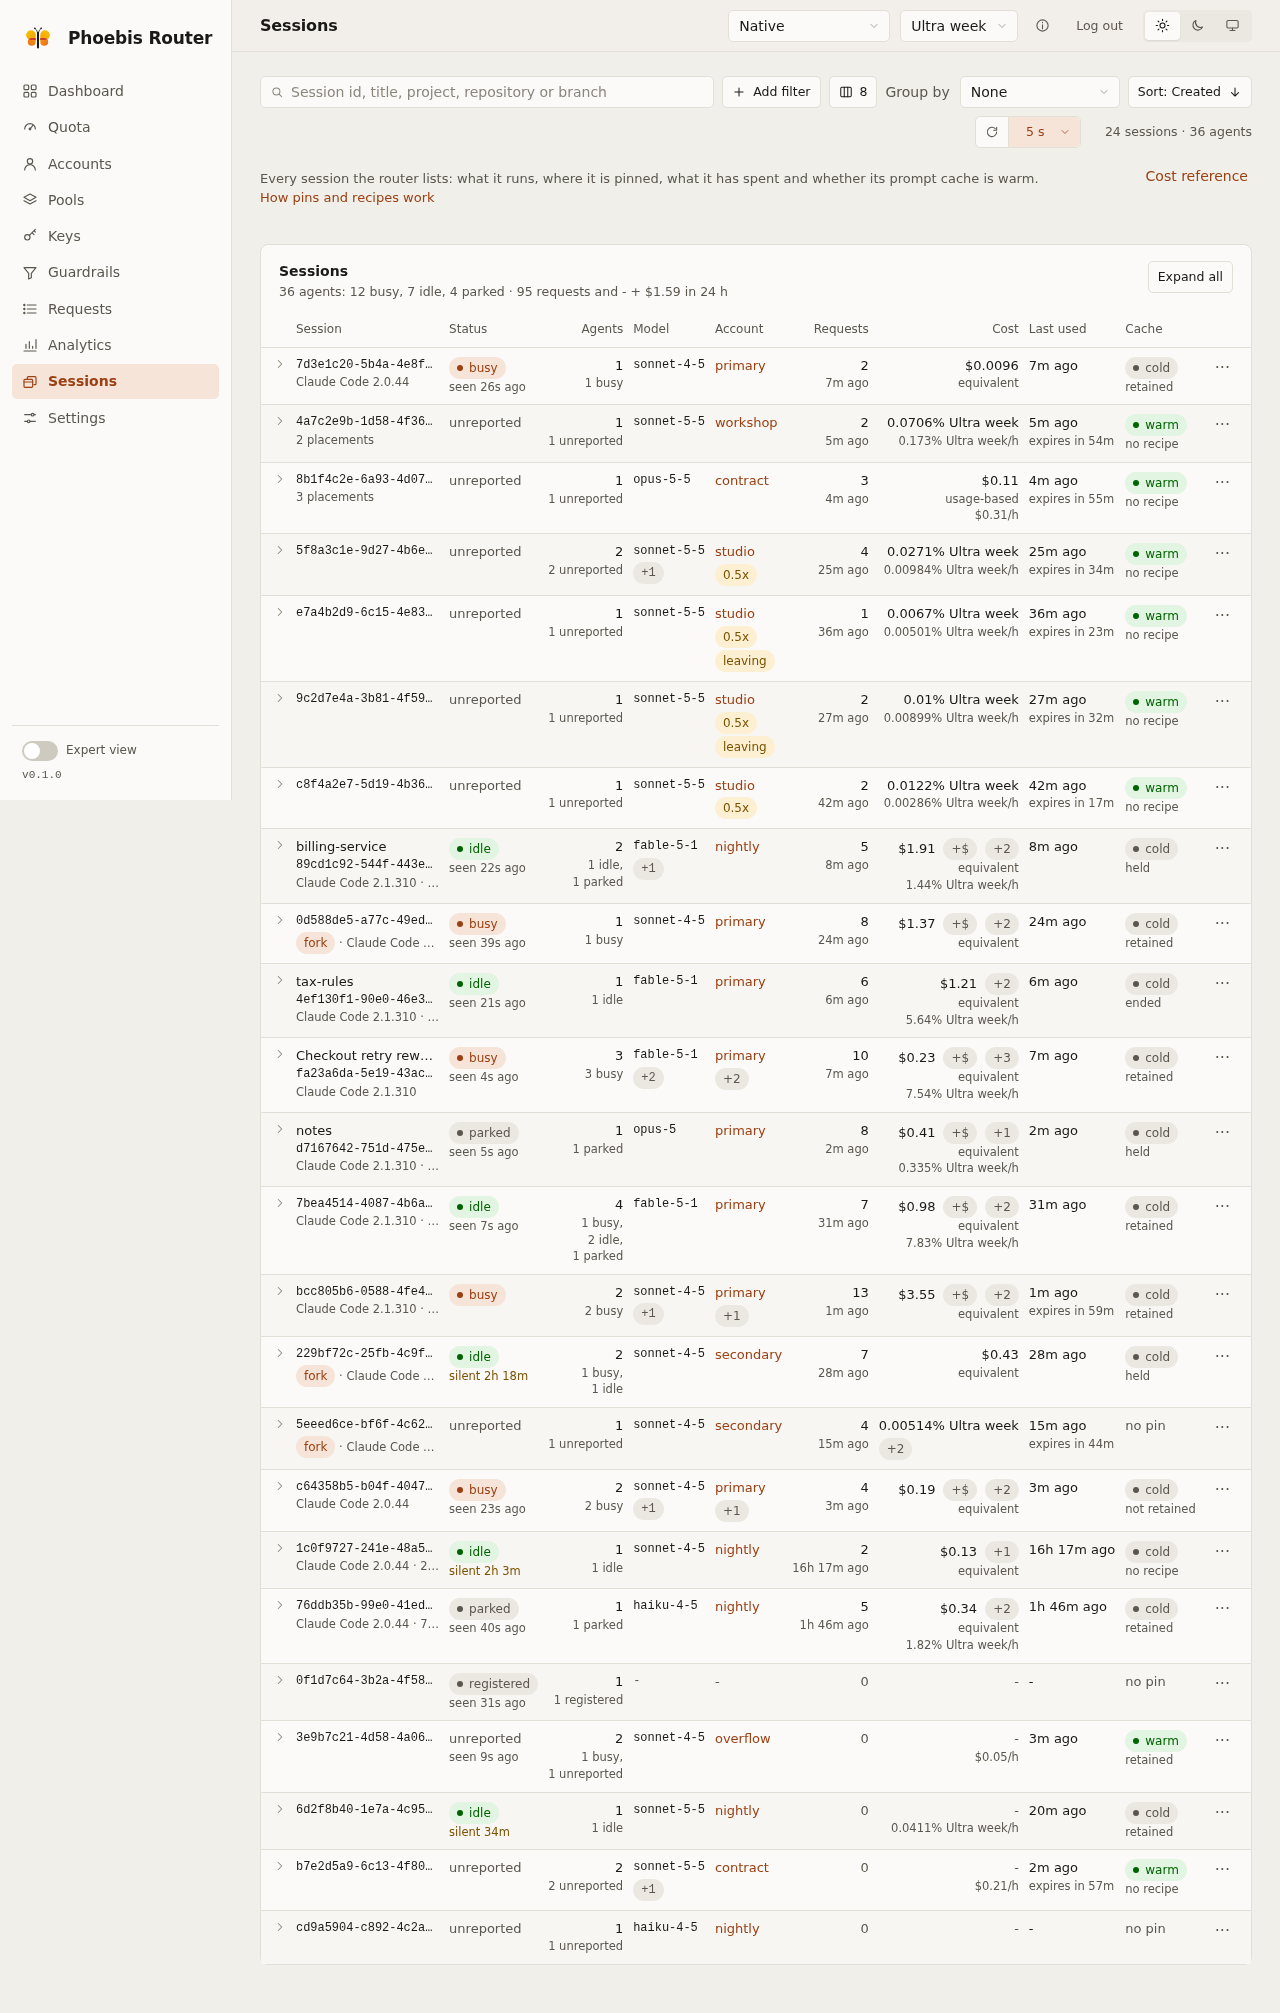 Phoebis Router
Dashboard
Quota
Accounts
Pools
Keys
Guardrails
Requests
Analytics
Sessions
Settings
Expert view
v0.1.0
Sessions
Native
Ultra week
Log out
Session id, title, project, repository or branch
Add filter
8
Group by
None
Sort: Created
5 s
24 sessions · 36 agents
Every session the router lists: what it runs, where it is pinned, what it has spent and whether its prompt cache is warm.
How pins and recipes work
Cost reference
Sessions
36 agents: 12 busy, 7 idle, 4 parked · 95 requests and - + $1.59 in 24 h
Expand all
Session Status Agents Model Account Requests Cost Last used Cache
7d3e1c20-5b4a-4e8f… busy 1 sonnet-4-5 primary 2 $0.0096 7m ago cold ···
Claude Code 2.0.44 seen 26s ago 1 busy 7m ago equivalent retained
4a7c2e9b-1d58-4f36… unreported 1 sonnet-5-5 workshop 2 0.0706% Ultra week 5m ago warm ···
2 placements 1 unreported 5m ago 0.173% Ultra week/h expires in 54m no recipe
8b1f4c2e-6a93-4d07… unreported 1 opus-5-5 contract 3 $0.11 4m ago warm ···
3 placements 1 unreported 4m ago usage-based expires in 55m no recipe
$0.31/h
5f8a3c1e-9d27-4b6e… unreported 2 sonnet-5-5 studio 4 0.0271% Ultra week 25m ago warm ···
2 unreported +1 0.5x 25m ago 0.00984% Ultra week/h expires in 34m no recipe
e7a4b2d9-6c15-4e83… unreported 1 sonnet-5-5 studio 1 0.0067% Ultra week 36m ago warm ···
1 unreported 0.5x 36m ago 0.00501% Ultra week/h expires in 23m no recipe
leaving
9c2d7e4a-3b81-4f59… unreported 1 sonnet-5-5 studio 2 0.01% Ultra week 27m ago warm ···
1 unreported 0.5x 27m ago 0.00899% Ultra week/h expires in 32m no recipe
leaving
c8f4a2e7-5d19-4b36… unreported 1 sonnet-5-5 studio 2 0.0122% Ultra week 42m ago warm ···
1 unreported 0.5x 42m ago 0.00286% Ultra week/h expires in 17m no recipe
billing-service idle 2 fable-5-1 nightly 5 $1.91 +$ +2 8m ago cold ···
89cd1c92-544f-443e… seen 22s ago 1 idle, +1 8m ago equivalent held
Claude Code 2.1.310 · … 1 parked 1.44% Ultra week/h
0d588de5-a77c-49ed… busy 1 sonnet-4-5 primary 8 $1.37 +$ +2 24m ago cold ···
fork · Claude Code … seen 39s ago 1 busy 24m ago equivalent retained
tax-rules idle 1 fable-5-1 primary 6 $1.21 +2 6m ago cold ···
4ef130f1-90e0-46e3… seen 21s ago 1 idle 6m ago equivalent ended
Claude Code 2.1.310 · … 5.64% Ultra week/h
Checkout retry rew… busy 3 fable-5-1 primary 10 $0.23 +$ +3 7m ago cold ···
fa23a6da-5e19-43ac… seen 4s ago 3 busy +2 +2 7m ago equivalent retained
Claude Code 2.1.310 7.54% Ultra week/h
notes parked 1 opus-5 primary 8 $0.41 +$ +1 2m ago cold ···
d7167642-751d-475e… seen 5s ago 1 parked 2m ago equivalent held
Claude Code 2.1.310 · … 0.335% Ultra week/h
7bea4514-4087-4b6a… idle 4 fable-5-1 primary 7 $0.98 +$ +2 31m ago cold ···
Claude Code 2.1.310 · … seen 7s ago 1 busy, 31m ago equivalent retained
2 idle, 7.83% Ultra week/h
1 parked
bcc805b6-0588-4fe4… busy 2 sonnet-4-5 primary 13 $3.55 +$ +2 1m ago cold ···
Claude Code 2.1.310 · … 2 busy +1 +1 1m ago equivalent expires in 59m retained
229bf72c-25fb-4c9f… idle 2 sonnet-4-5 secondary 7 $0.43 28m ago cold ···
fork · Claude Code … silent 2h 18m 1 busy, 28m ago equivalent held
1 idle
5eeed6ce-bf6f-4c62… unreported 1 sonnet-4-5 secondary 4 0.00514% Ultra week 15m ago no pin ···
fork · Claude Code … 1 unreported 15m ago +2 expires in 44m
c64358b5-b04f-4047… busy 2 sonnet-4-5 primary 4 $0.19 +$ +2 3m ago cold ···
Claude Code 2.0.44 seen 23s ago 2 busy +1 +1 3m ago equivalent not retained
1c0f9727-241e-48a5… idle 1 sonnet-4-5 nightly 2 $0.13 +1 16h 17m ago cold ···
Claude Code 2.0.44 · 2… silent 2h 3m 1 idle 16h 17m ago equivalent no recipe
76ddb35b-99e0-41ed… parked 1 haiku-4-5 nightly 5 $0.34 +2 1h 46m ago cold ···
Claude Code 2.0.44 · 7… seen 40s ago 1 parked 1h 46m ago equivalent retained
1.82% Ultra week/h
0f1d7c64-3b2a-4f58… registered 1 - - 0 - - no pin ···
seen 31s ago 1 registered
3e9b7c21-4d58-4a06… unreported 2 sonnet-4-5 overflow 0 - 3m ago warm ···
seen 9s ago 1 busy, $0.05/h retained
1 unreported
6d2f8b40-1e7a-4c95… idle 1 sonnet-5-5 nightly 0 - 20m ago cold ···
silent 34m 1 idle 0.0411% Ultra week/h retained
b7e2d5a9-6c13-4f80… unreported 2 sonnet-5-5 contract 0 - 2m ago warm ···
2 unreported +1 $0.21/h expires in 57m no recipe
cd9a5904-c892-4c2a… unreported 1 haiku-4-5 nightly 0 - - no pin ···
1 unreported